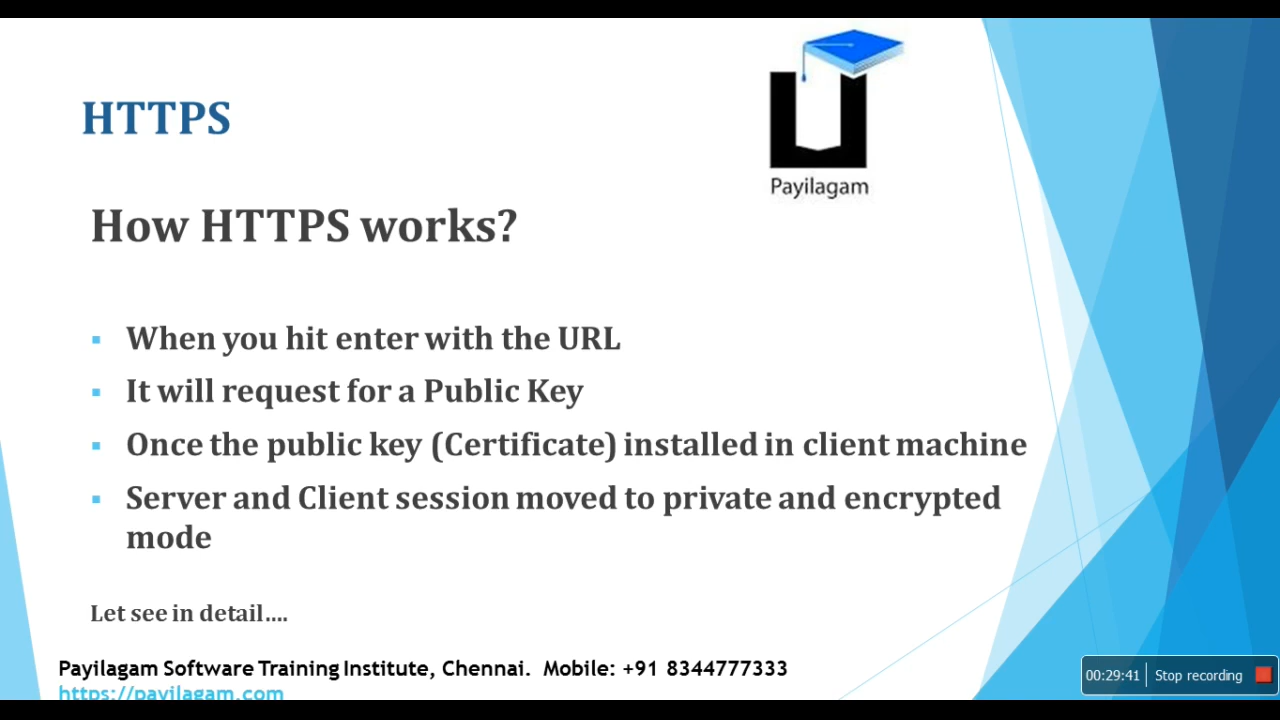 Payilagam
HTTPS
How HTTPS works?
▪ When you hit enter with the URL
▪ It will request for a Public Key
▪ Once the public key (Certificate) installed in client machine
▪ Server and Client session moved to private and encrypted
mode
Let see in detail....
Payilagam Software Training Institute, Chennai. Mobile: +91 8344777333
https://payilagam.com
00:29:41 Stop recording